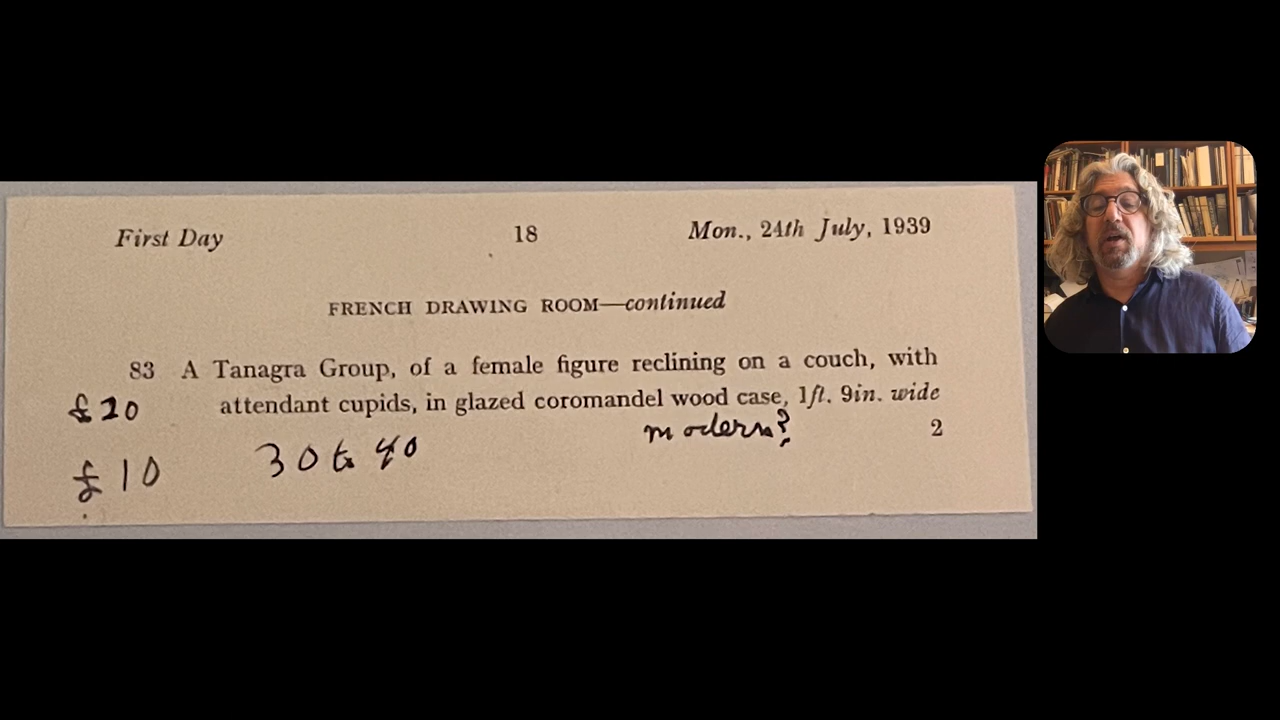 First Day 18 Mon., 24th July, 1939
FRENCH DRAWING ROOM—continued
83 A Tanagra Group, of a female figure reclining on a couch, with
£20 attendant cupids, in glazed coromandel wood case, 1ft. 9in. wide
modern? 2
£10 30 to 40